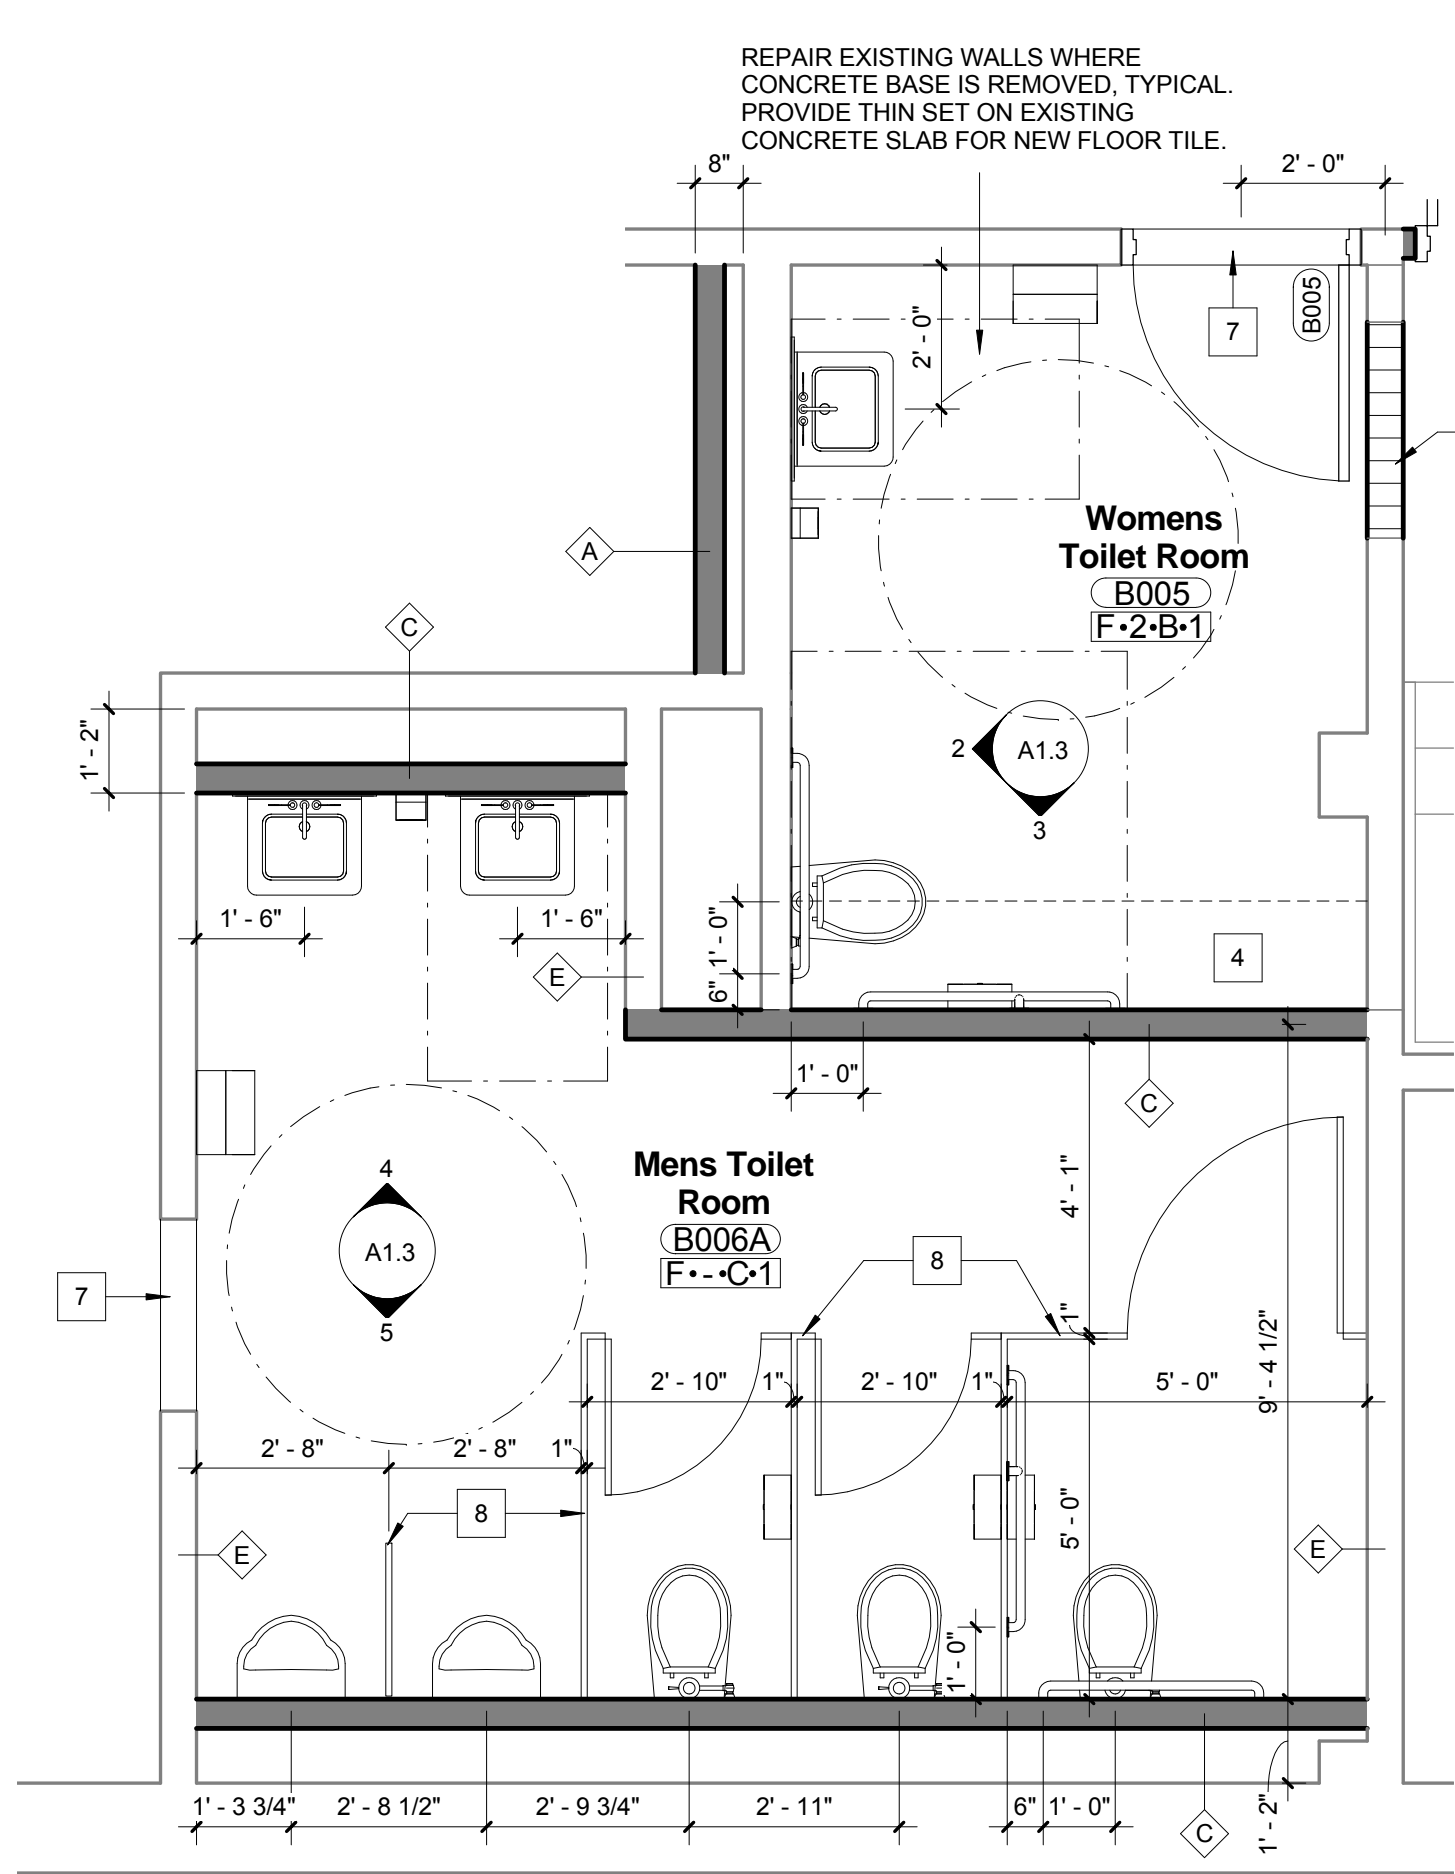 REPAIR EXISTING WALLS WHERE
CONCRETE BASE IS REMOVED, TYPICAL.
PROVIDE THIN SET ON EXISTING
CONCRETE SLAB FOR NEW FLOOR TILE.
8"
2' - 0"
2' - 0"
7
B005
Womens
Toilet Room
B005
F•2•B•1
A
C
1' - 2"
2
A1.3
3
1' - 6"
1' - 6"
E
1' - 0"
6"
4
1' - 0"
C
Mens Toilet
Room
B006A
F•-•C•1
4
A1.3
5
7
8
4' - 1"
1"
9' - 4 1/2"
2' - 10"
1"
2' - 10"
1"
5' - 0"
2' - 8"
2' - 8"
1"
8
5' - 0"
E
E
1' - 0"
1' - 3 3/4"
2' - 8 1/2"
2' - 9 3/4"
2' - 11"
6"
1' - 0"
C
1' - 2"